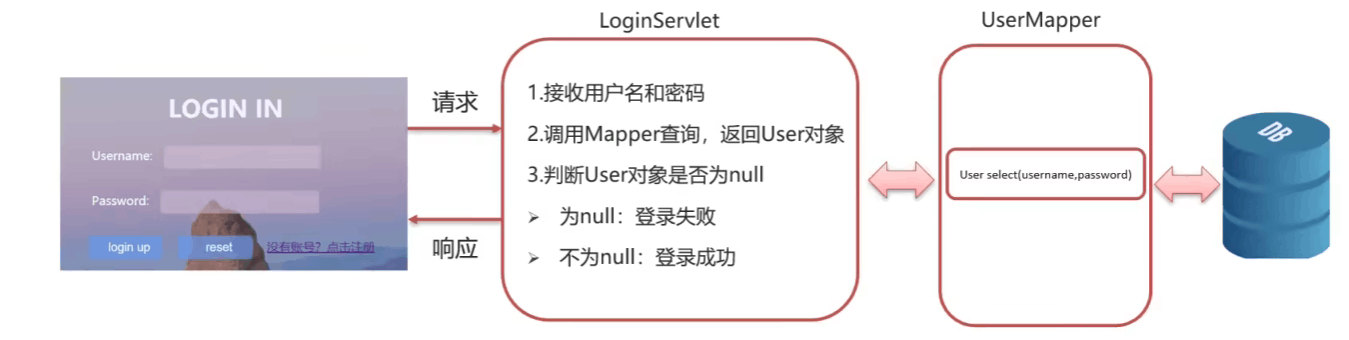 LoginServlet
UserMapper
LOGIN IN
Username:
Password:
login up
reset
没有账号？点击注册
请求
响应
1.接收用户名和密码
2.调用Mapper查询，返回User对象
3.判断User对象是否为null
➢ 为null：登录失败
➢ 不为null：登录成功
User select(username,password)
DB